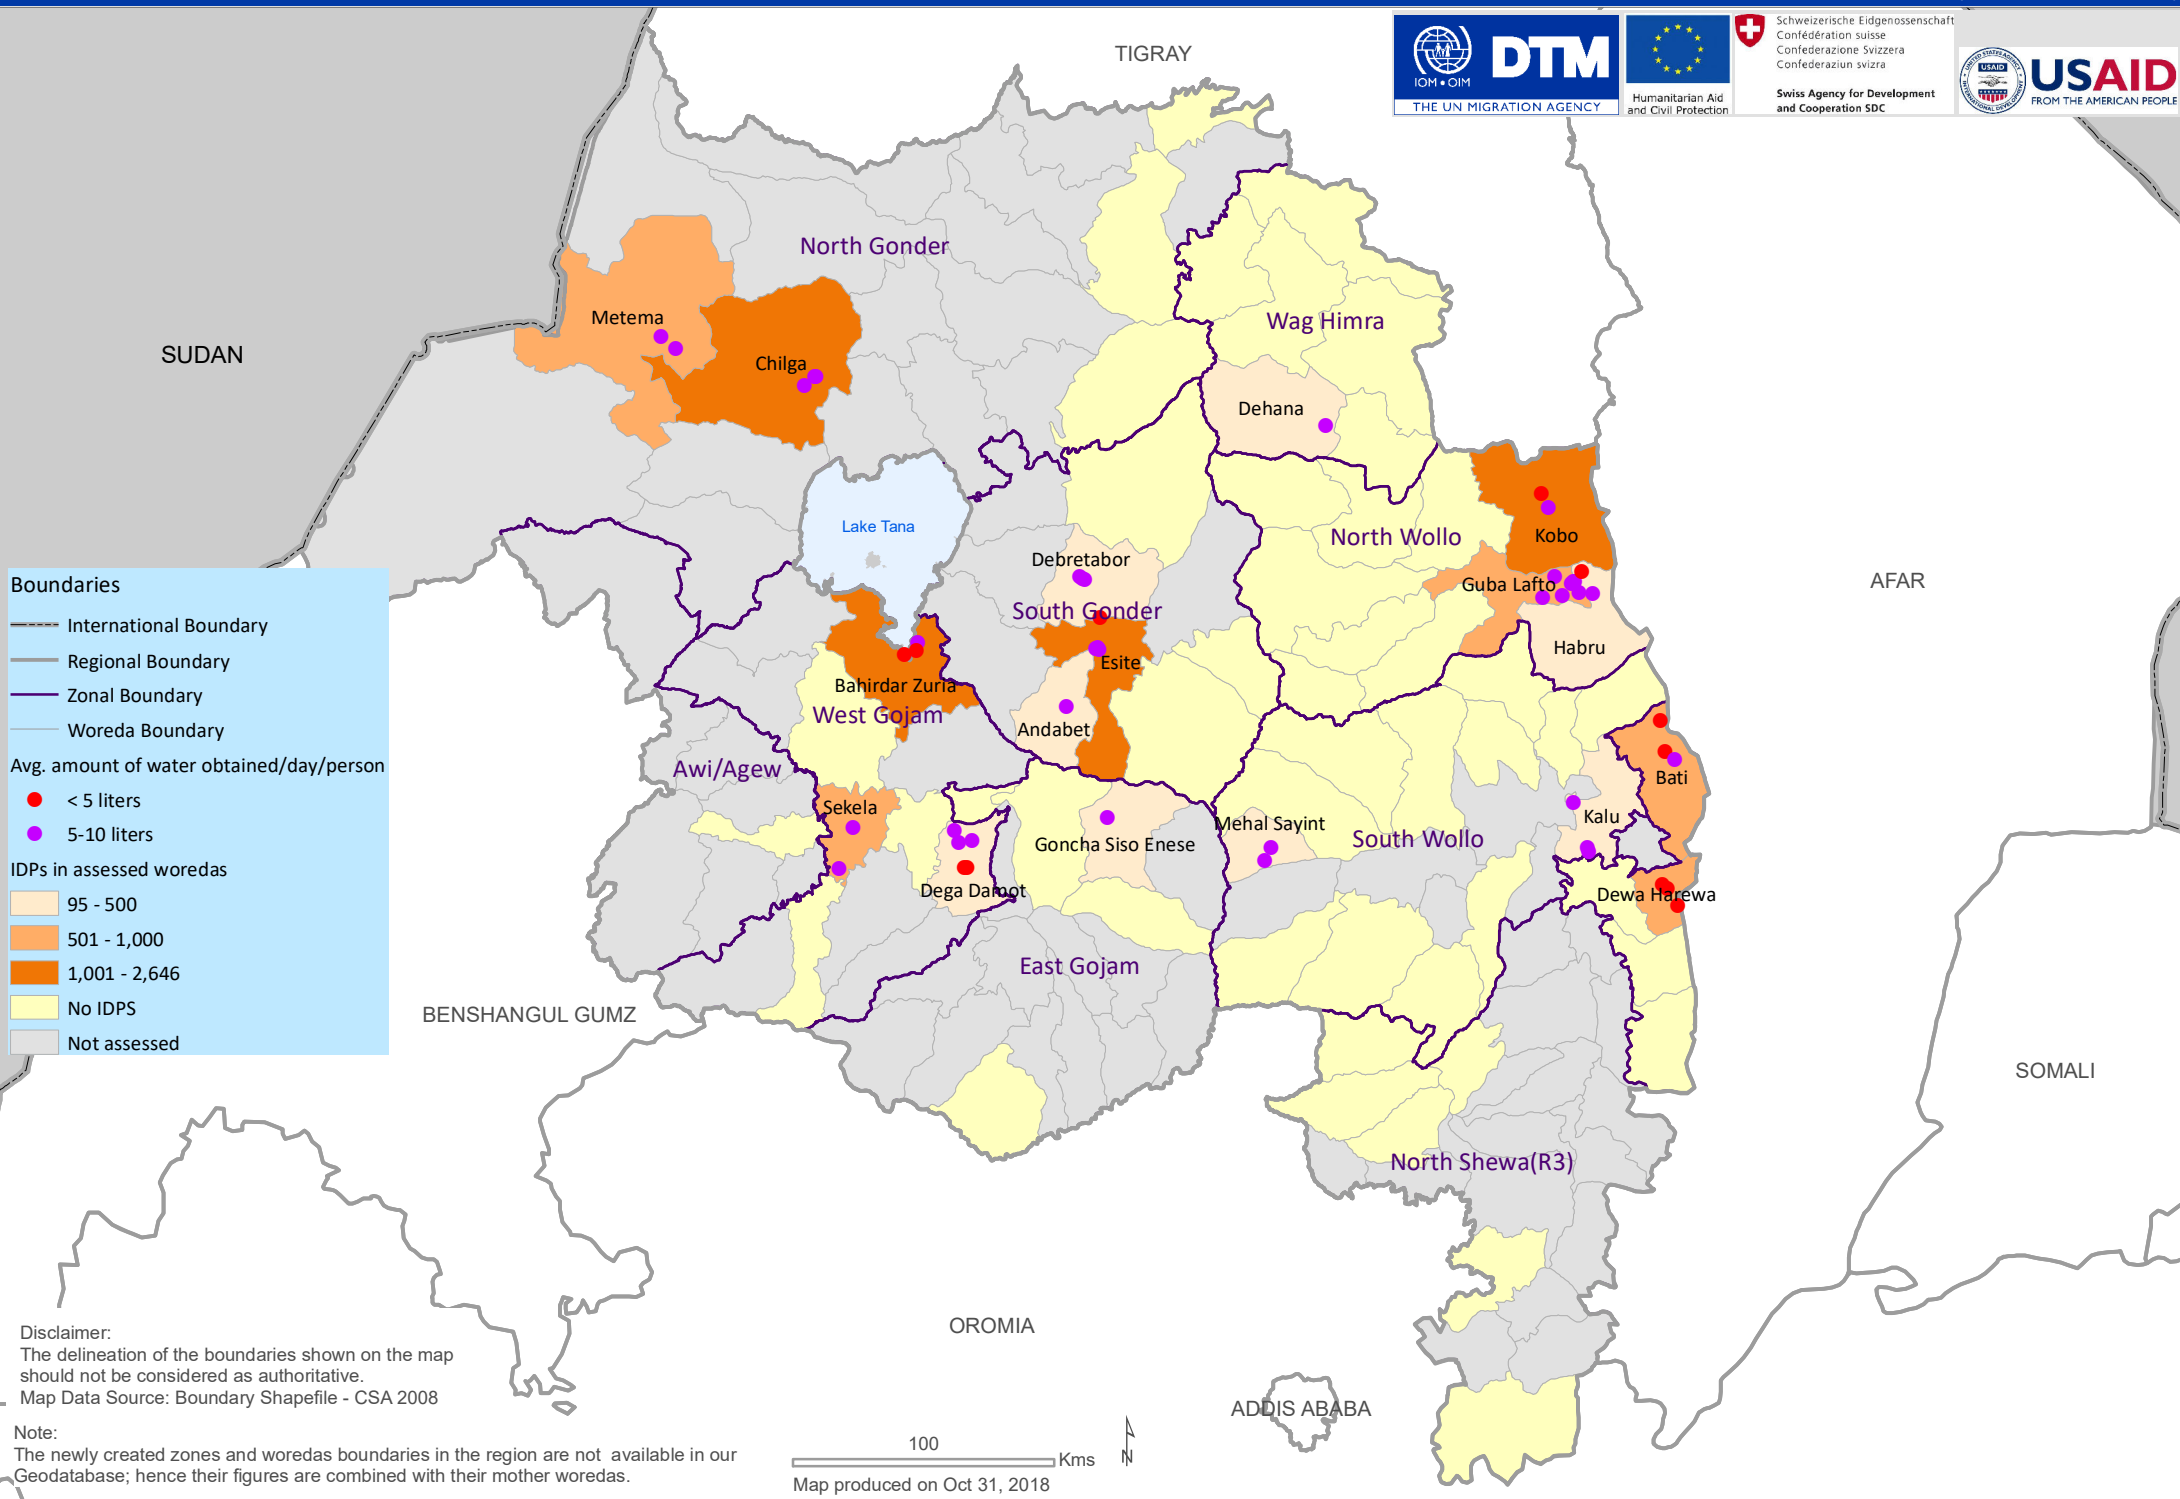 TIGRAY
IOM • OIM
DTM
THE UN MIGRATION AGENCY
Humanitarian Aid
and Civil Protection
Schweizerische Eidgenossenschaft
Confédération suisse
Confederazione Svizzera
Confederaziun svizra
Swiss Agency for Development
and Cooperation SDC
USAID
USAID
FROM THE AMERICAN PEOPLE
North Gonder
Metema
Wag Himra
SUDAN
Chilga
Dehana
Lake Tana
North Wollo
Kobo
Debretabor
Guba Lafto
AFAR
South Gonder
Habru
Esite
Bahirdar Zuria
West Gojam
Andabet
Awi/Agew
Bati
Sekela
Kalu
Mehal Sayint
Goncha Siso Enese
South Wollo
Dega Damot
Dewa Harewa
East Gojam
BENSHANGUL GUMZ
SOMALI
North Shewa(R3)
OROMIA
ADDIS ABABA
Boundaries
International Boundary
Regional Boundary
Zonal Boundary
Woreda Boundary
Avg. amount of water obtained/day/person
< 5 liters
5-10 liters
IDPs in assessed woredas
95 - 500
501 - 1,000
1,001 - 2,646
No IDPS
Not assessed
Disclaimer:
The delineation of the boundaries shown on the map
should not be considered as authoritative.
Map Data Source: Boundary Shapefile - CSA 2008
Note:
The newly created zones and woredas boundaries in the region are not available in our
Geodatabase; hence their figures are combined with their mother woredas.
100
Kms
N
Map produced on Oct 31, 2018